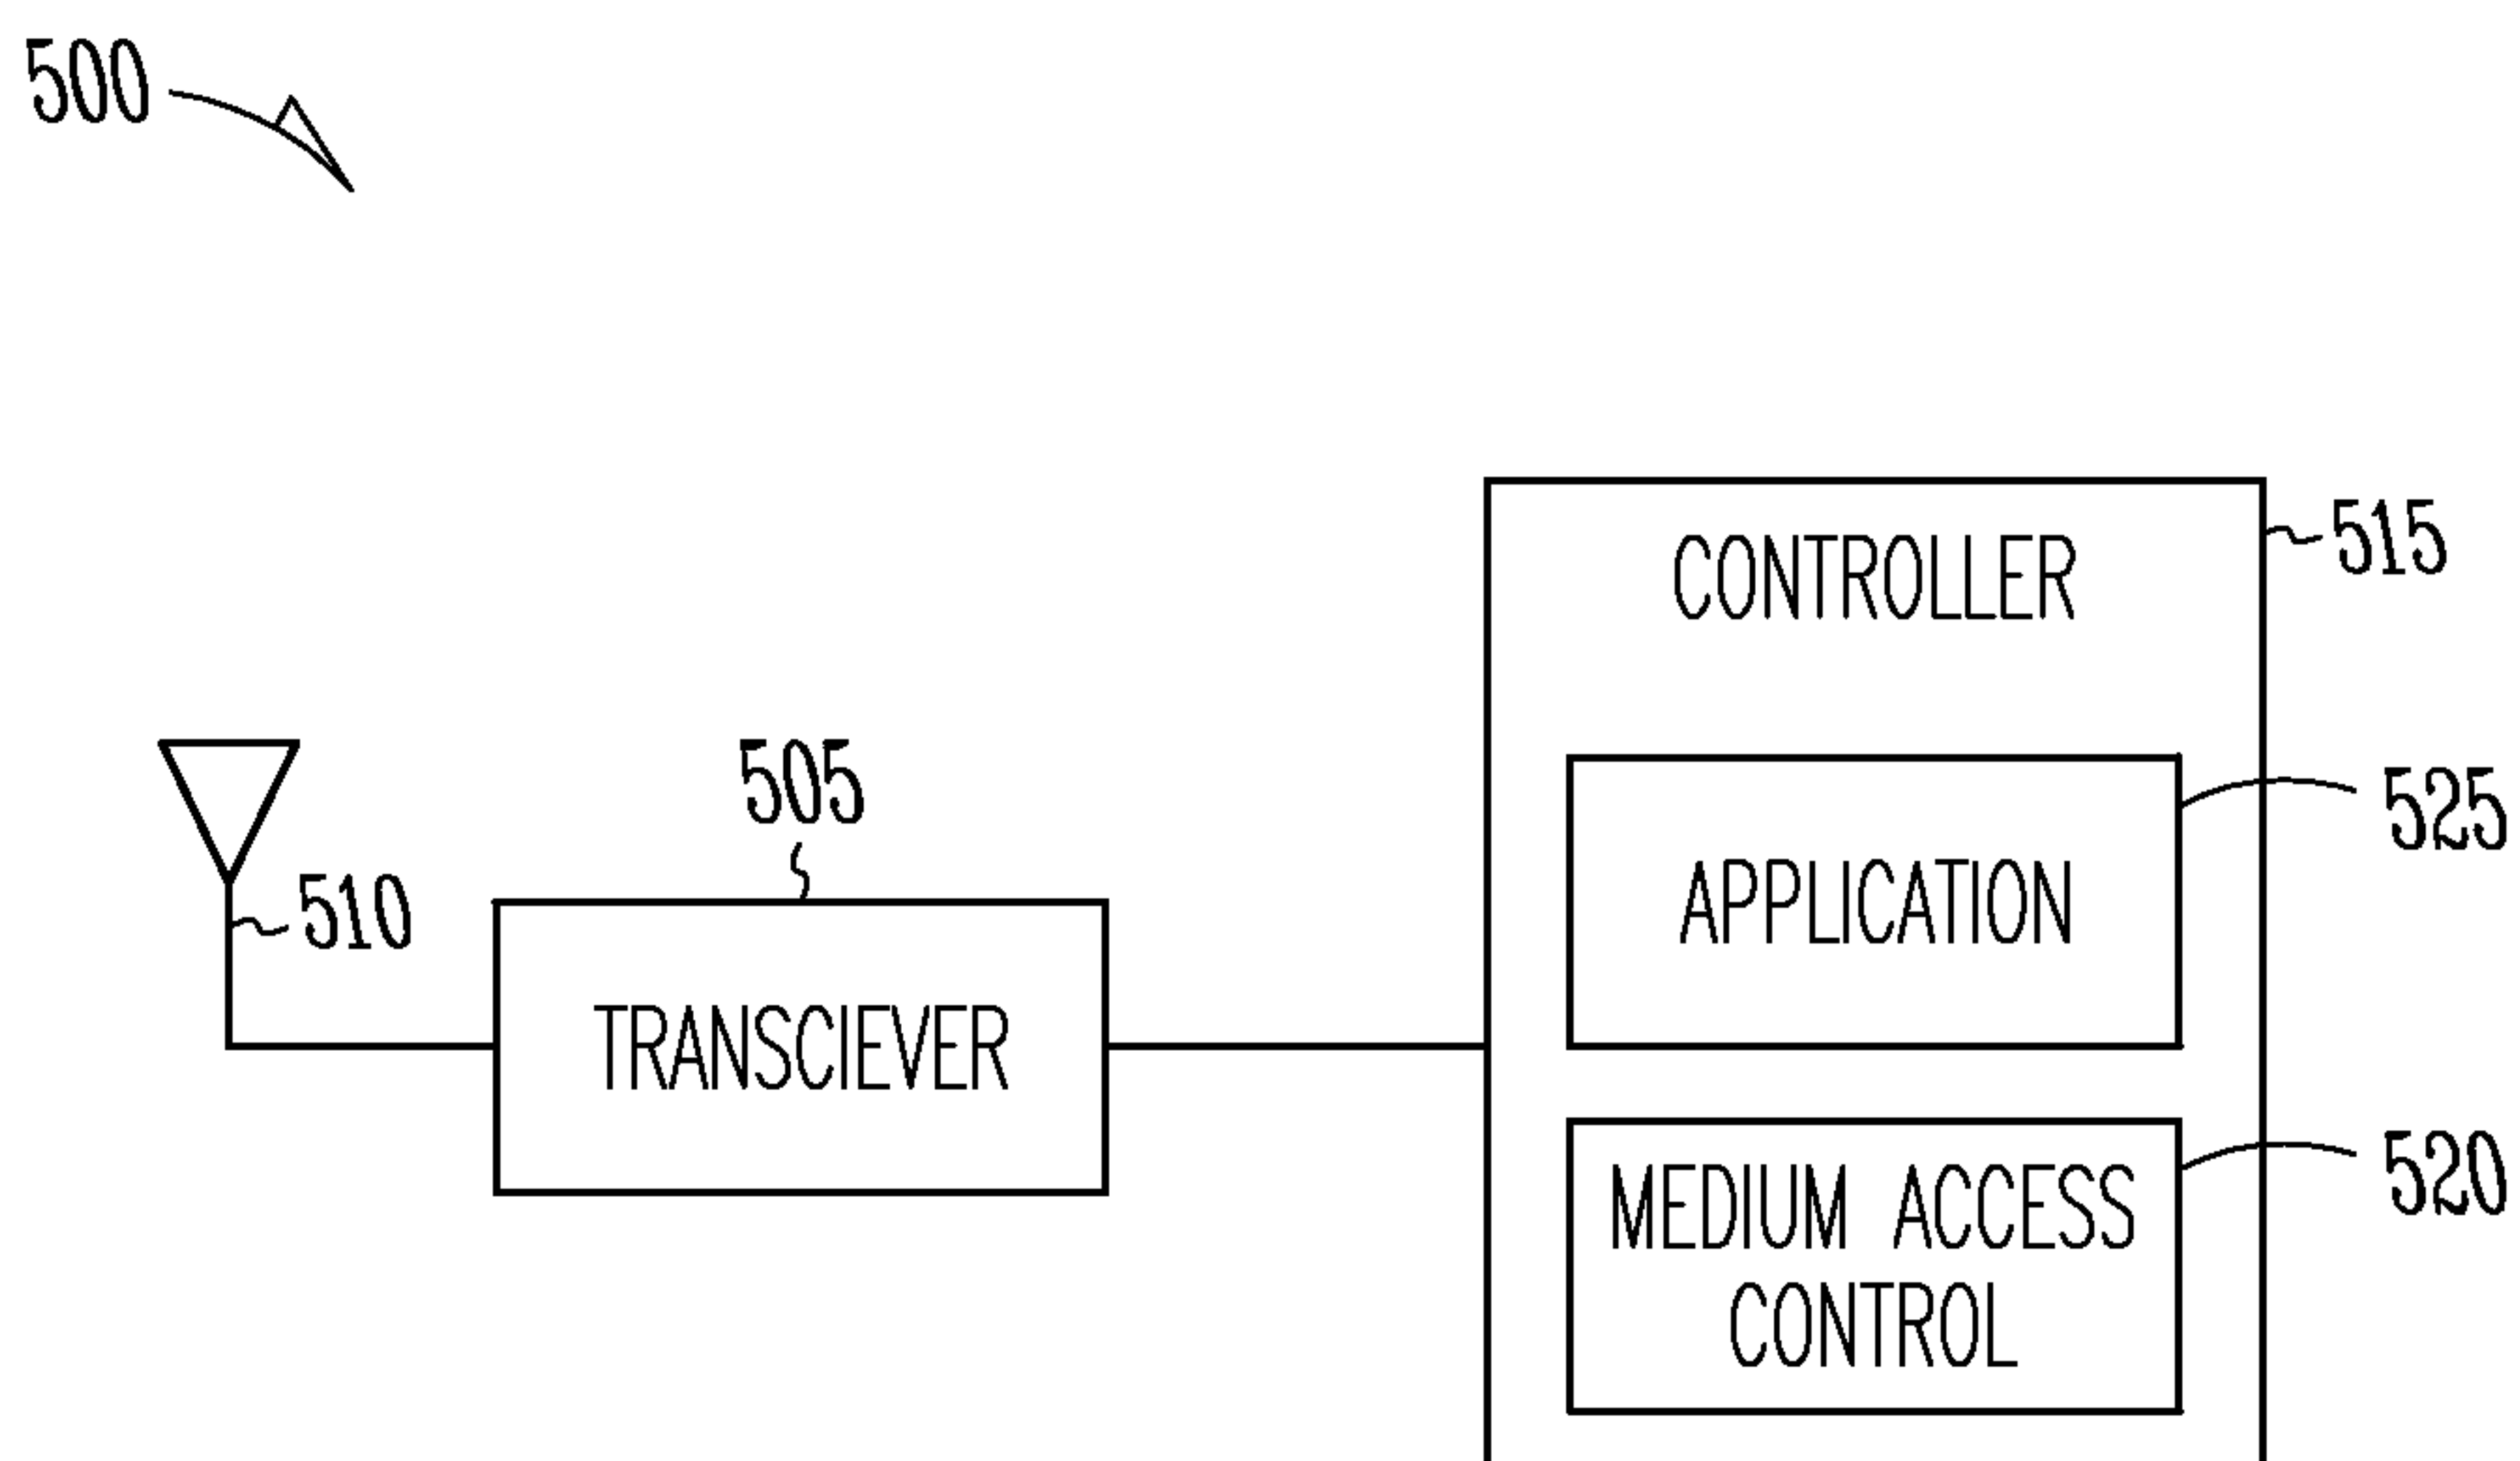 500
CONTROLLER
515
505
525
510
APPLICATION
TRANSCIEVER
520
MEDIUM ACCESS
CONTROL